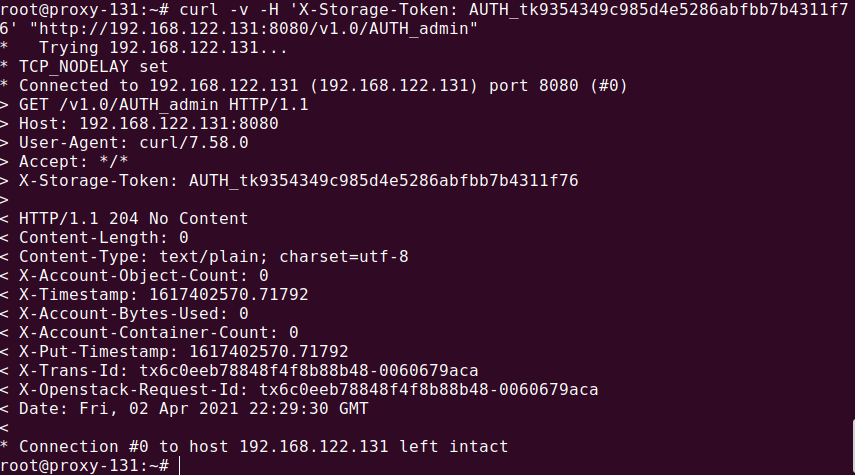 root@proxy-131:~# curl -v -H 'X-Storage-Token: AUTH_tk9354349c985d4e5286abfbb7b4311f7
6' "http://192.168.122.131:8080/v1.0/AUTH_admin"
*   Trying 192.168.122.131...
* TCP_NODELAY set
* Connected to 192.168.122.131 (192.168.122.131) port 8080 (#0)
> GET /v1.0/AUTH_admin HTTP/1.1
> Host: 192.168.122.131:8080
> User-Agent: curl/7.58.0
> Accept: */*
> X-Storage-Token: AUTH_tk9354349c985d4e5286abfbb7b4311f76
>
< HTTP/1.1 204 No Content
< Content-Length: 0
< Content-Type: text/plain; charset=utf-8
< X-Account-Object-Count: 0
< X-Timestamp: 1617402570.71792
< X-Account-Bytes-Used: 0
< X-Account-Container-Count: 0
< X-Put-Timestamp: 1617402570.71792
< X-Trans-Id: tx6c0eeb78848f4f8b88b48-0060679aca
< X-Openstack-Request-Id: tx6c0eeb78848f4f8b88b48-0060679aca
< Date: Fri, 02 Apr 2021 22:29:30 GMT
<
* Connection #0 to host 192.168.122.131 left intact
root@proxy-131:~#